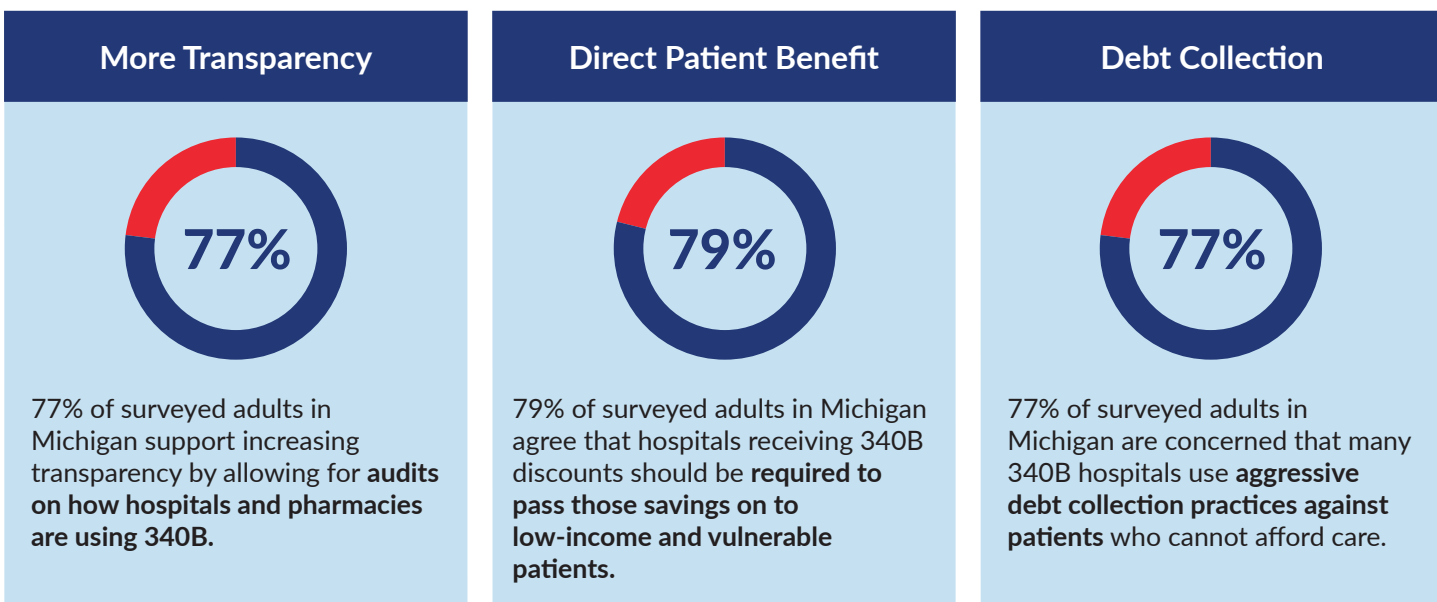 More Transparency
77%
77% of surveyed adults in
Michigan support increasing
transparency by allowing for audits
on how hospitals and pharmacies
are using 340B.
Direct Patient Benefit
79%
79% of surveyed adults in Michigan
agree that hospitals receiving 340B
discounts should be required to
pass those savings on to
low-income and vulnerable
patients.
Debt Collection
77%
77% of surveyed adults in
Michigan are concerned that many
340B hospitals use aggressive
debt collection practices against
patients who cannot afford care.